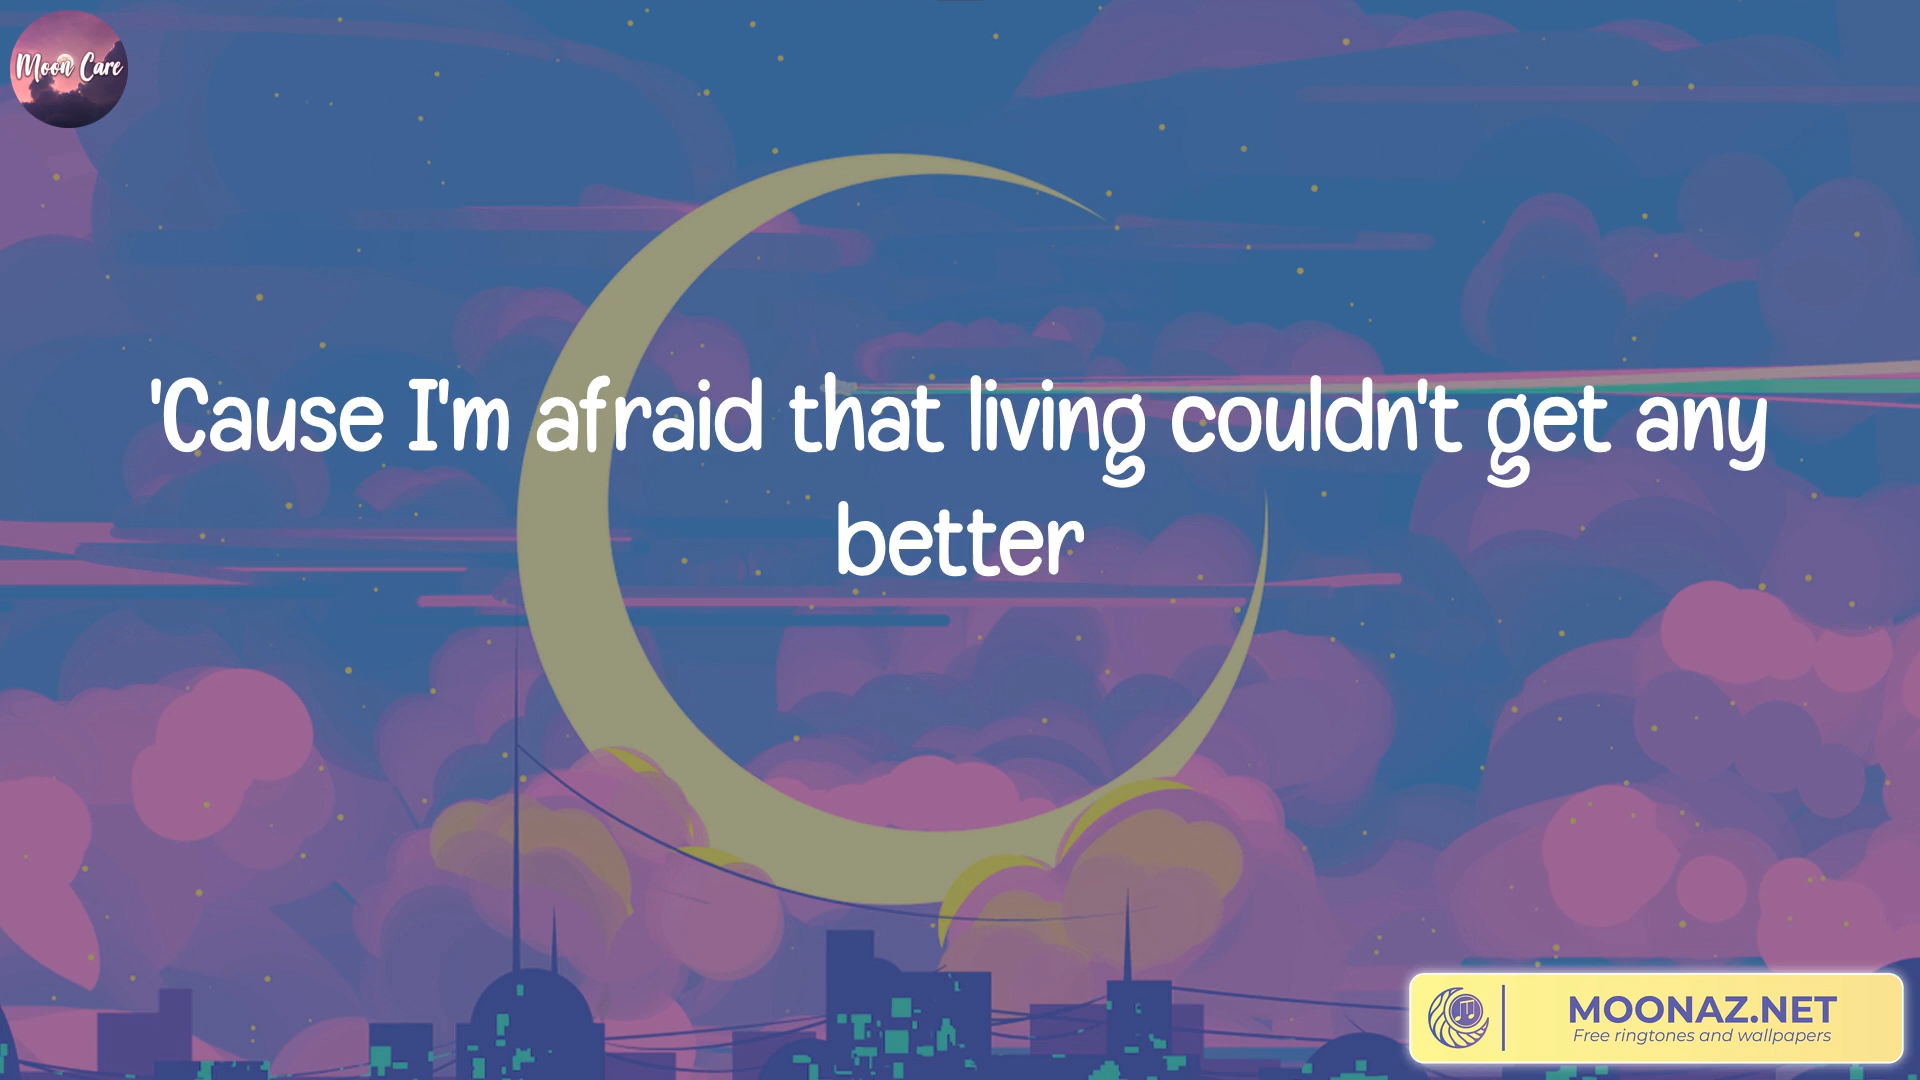 Moon Care
'Cause I'm afraid that living couldn't get any
better
MOONAZ.NET
Free ringtones and wallpapers